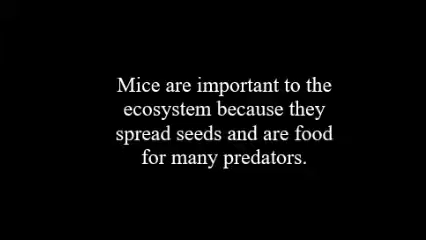 Mice are important to the
ecosystem because they
spread seeds and are food
for many predators.